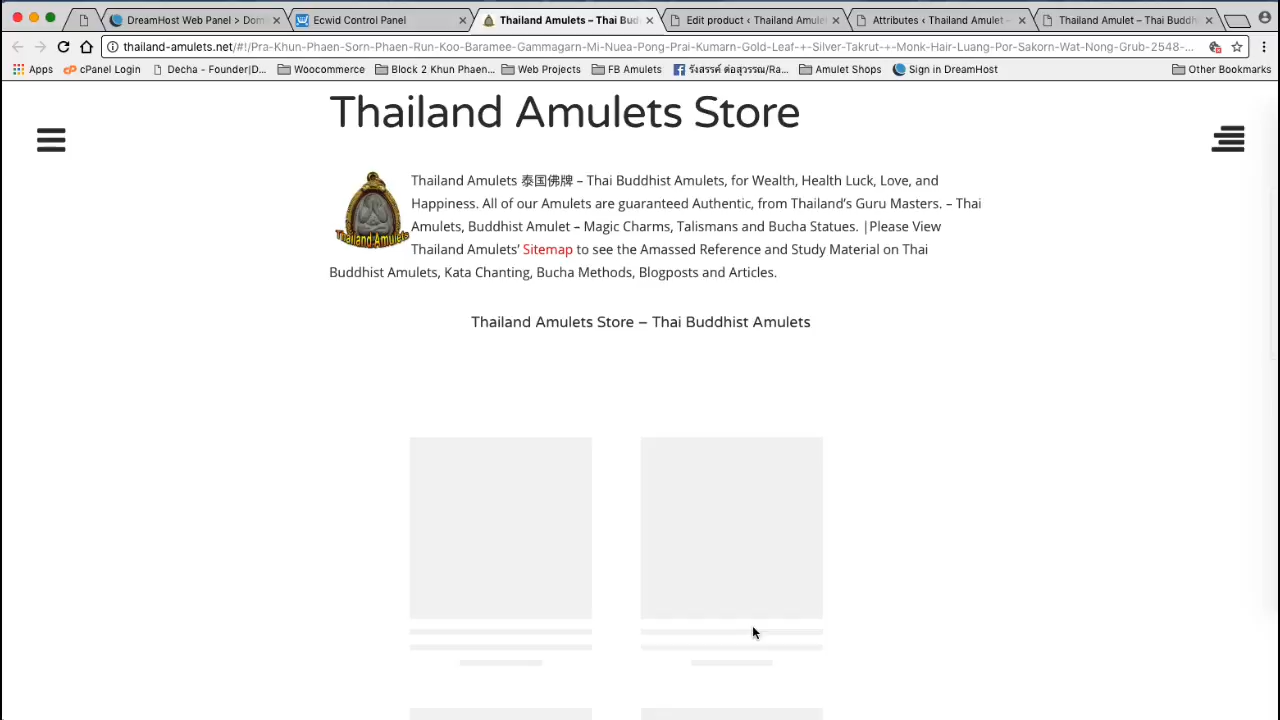 DreamHost Web Panel > Dom
Ecwid Control Panel
Thailand Amulets – Thai Bud
Edit product ‹ Thailand Amulet
Attributes ‹ Thailand Amulet
Thailand Amulet – Thai Buddh
thailand-amulets.net/#!/Pra-Khun-Phaen-Sorn-Phaen-Run-Koo-Baramee-Gammagarn-Mi-Nuea-Pong-Prai-Kumarn-Gold-Leaf-+-Silver-Takrut-+-Monk-Hair-Luang-Por-Sakorn-Wat-Nong-Grub-2548-...
Apps
cPanel Login
Decha - Founder|D...
Woocommerce
Block 2 Khun Phaen...
Web Projects
FB Amulets
รังสรรค์ ต่อสุวรรณ/Ra...
Amulet Shops
Sign in DreamHost
Other Bookmarks
Thailand Amulets Store
Thailand Amulets 泰国佛牌 – Thai Buddhist Amulets, for Wealth, Health Luck, Love, and
Happiness. All of our Amulets are guaranteed Authentic, from Thailand's Guru Masters. – Thai
Amulets, Buddhist Amulet – Magic Charms, Talismans and Bucha Statues. |Please View
Thailand Amulets' Sitemap to see the Amassed Reference and Study Material on Thai
Buddhist Amulets, Kata Chanting, Bucha Methods, Blogposts and Articles.
Thailand Amulets
Thailand Amulets Store – Thai Buddhist Amulets